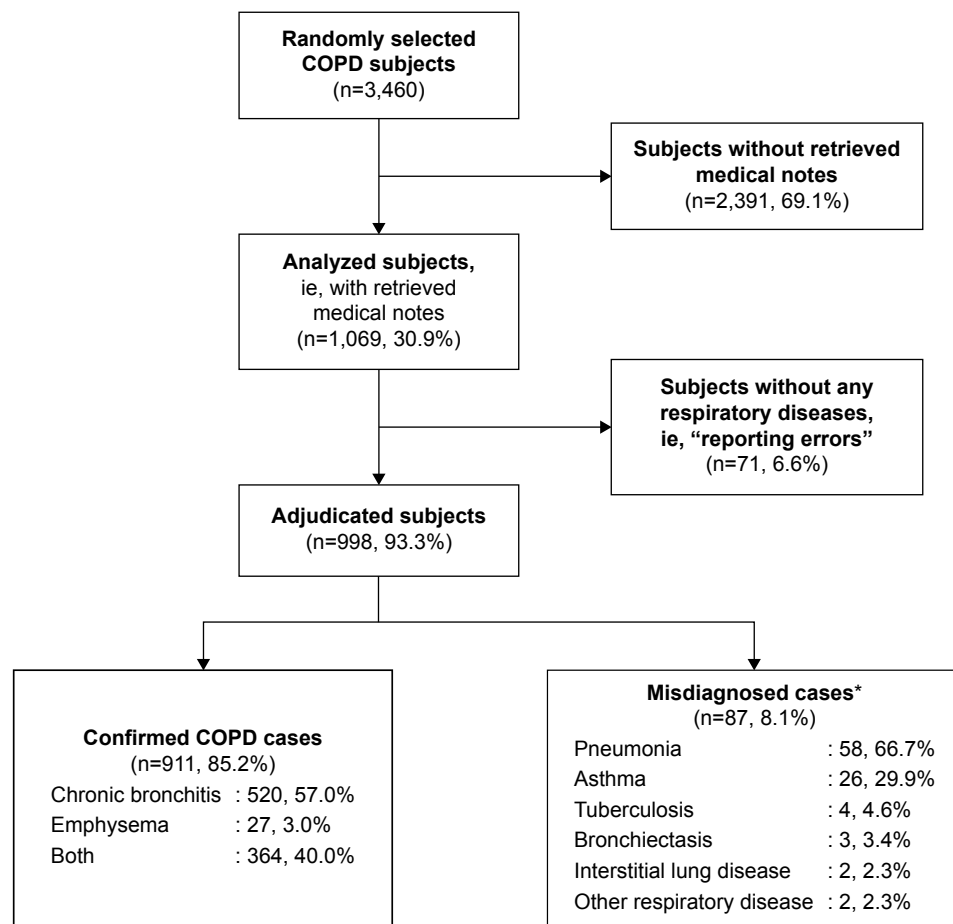 Randomly selected
COPD subjects
(n=3,460)
Subjects without retrieved
medical notes
(n=2,391, 69.1%)
Analyzed subjects,
ie, with retrieved
medical notes
(n=1,069, 30.9%)
Subjects without any
respiratory diseases,
ie, “reporting errors”
(n=71, 6.6%)
Adjudicated subjects
(n=998, 93.3%)
Confirmed COPD cases
(n=911, 85.2%)
Chronic bronchitis : 520, 57.0%
Emphysema : 27, 3.0%
Both : 364, 40.0%
Misdiagnosed cases*
(n=87, 8.1%)
Pneumonia : 58, 66.7%
Asthma : 26, 29.9%
Tuberculosis : 4, 4.6%
Bronchiectasis : 3, 3.4%
Interstitial lung disease : 2, 2.3%
Other respiratory disease : 2, 2.3%